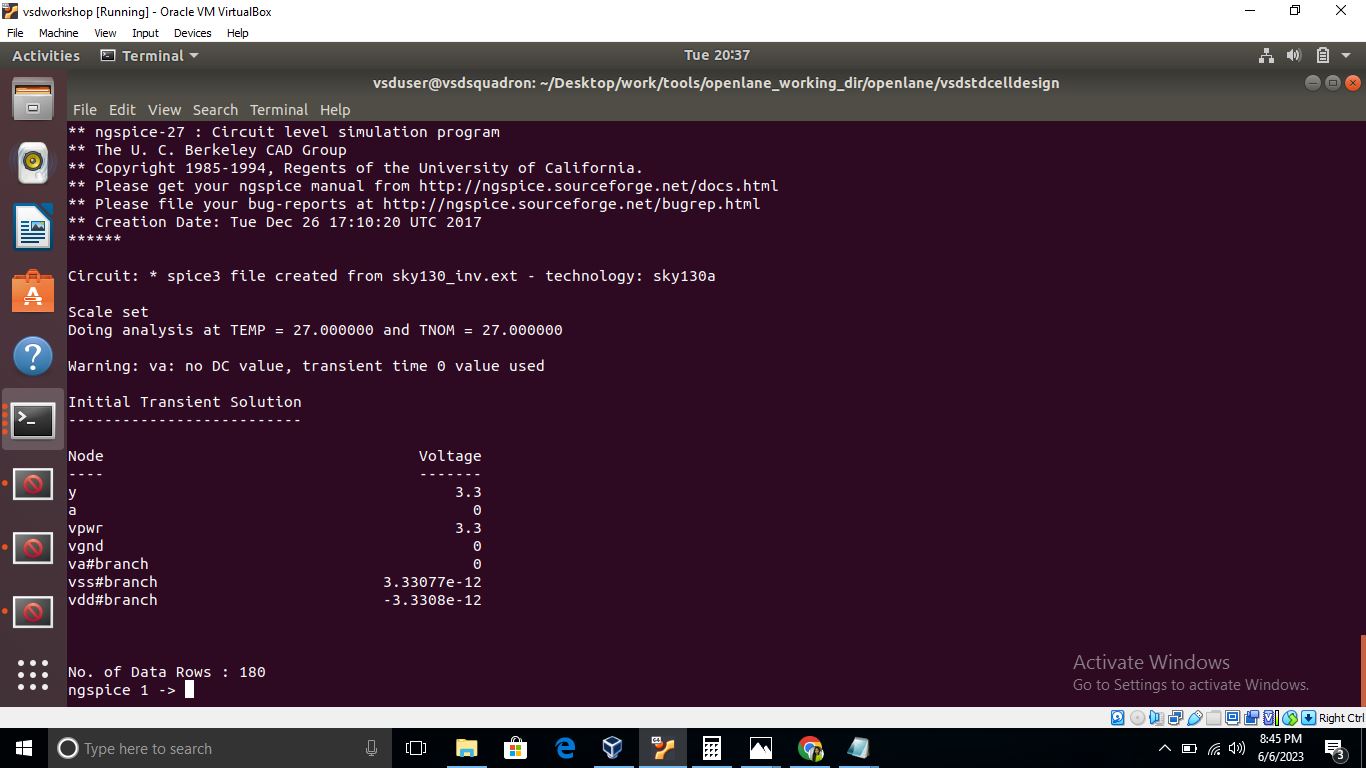 vsdworkshop [Running] - Oracle VM VirtualBox
File Machine View Input Devices Help
Activities Terminal Tue 20:37
vsduser@vsdsquadron: ~/Desktop/work/tools/openlane_working_dir/openlane/vsdstdcelldesign
File Edit View Search Terminal Help
** ngspice-27 : Circuit level simulation program
** The U. C. Berkeley CAD Group
** Copyright 1985-1994, Regents of the University of California.
** Please get your ngspice manual from http://ngspice.sourceforge.net/docs.html
** Please file your bug-reports at http://ngspice.sourceforge.net/bugrep.html
** Creation Date: Tue Dec 26 17:10:20 UTC 2017
******
Circuit: * spice3 file created from sky130_inv.ext - technology: sky130a
Scale set
Doing analysis at TEMP = 27.000000 and TNOM = 27.000000
Warning: va: no DC value, transient time 0 value used
Initial Transient Solution
--------------------------
Node Voltage
---- -------
y 3.3
a 0
vpwr 3.3
vgnd 0
va#branch 0
vss#branch 3.33077e-12
vdd#branch -3.3308e-12
No. of Data Rows : 180
ngspice 1 ->
Activate Windows
Go to Settings to activate Windows.
Right Ctrl
Type here to search
8:45 PM
6/6/2023
3